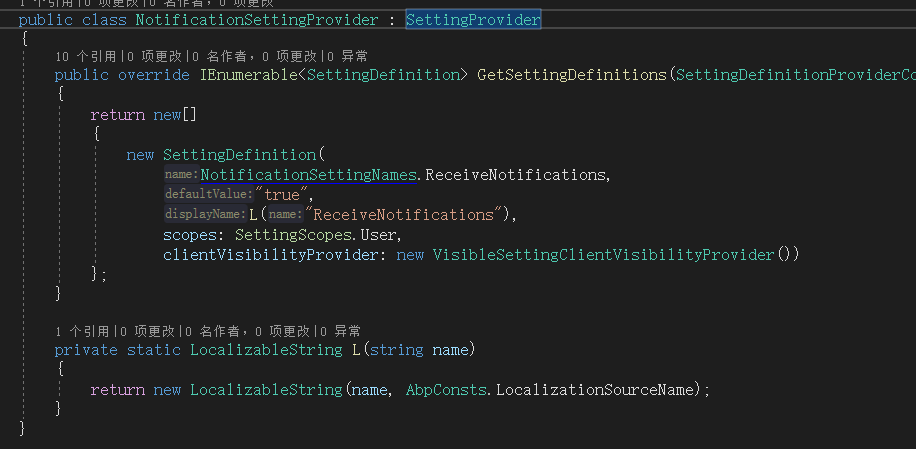 1 个引用|0 项更改|0 名作者，0 项更改
public class NotificationSettingProvider : SettingProvider
{
10 个引用|0 项更改|0 名作者，0 项更改|0 异常
public override IEnumerable<SettingDefinition> GetSettingDefinitions(SettingDefinitionProviderCo
{
return new[]
{
new SettingDefinition(
name:NotificationSettingNames.ReceiveNotifications,
defaultValue:"true",
displayName:L(name:"ReceiveNotifications"),
scopes: SettingScopes.User,
clientVisibilityProvider: new VisibleSettingClientVisibilityProvider())
};
}
1 个引用|0 项更改|0 名作者，0 项更改|0 异常
private static LocalizableString L(string name)
{
return new LocalizableString(name, AbpConsts.LocalizationSourceName);
}
}